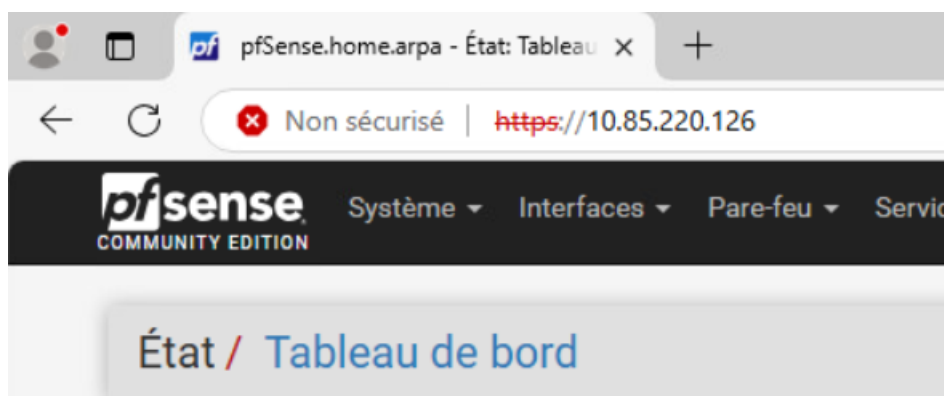 pfSense.home.arpa - État: Tableau
Non sécurisé | https://10.85.220.126
pfsense Système Interfaces Pare-feu Servic
COMMUNITY EDITION
État / Tableau de bord